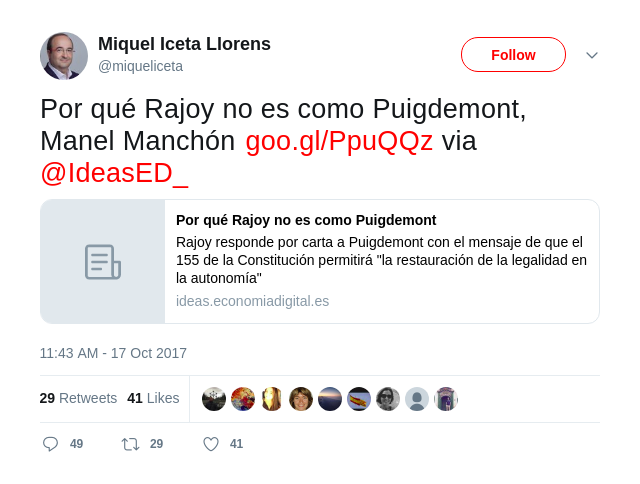 Miquel Iceta Llorens
@miqueliceta
Follow
Por qué Rajoy no es como Puigdemont,
Manel Manchón goo.gl/PpuQQz via
@IdeasED_
Por qué Rajoy no es como Puigdemont
Rajoy responde por carta a Puigdemont con el mensaje de que el
155 de la Constitución permitirá "la restauración de la legalidad en
la autonomía"
ideas.economiadigital.es
11:43 AM - 17 Oct 2017
29 Retweets 41 Likes
49 29 41